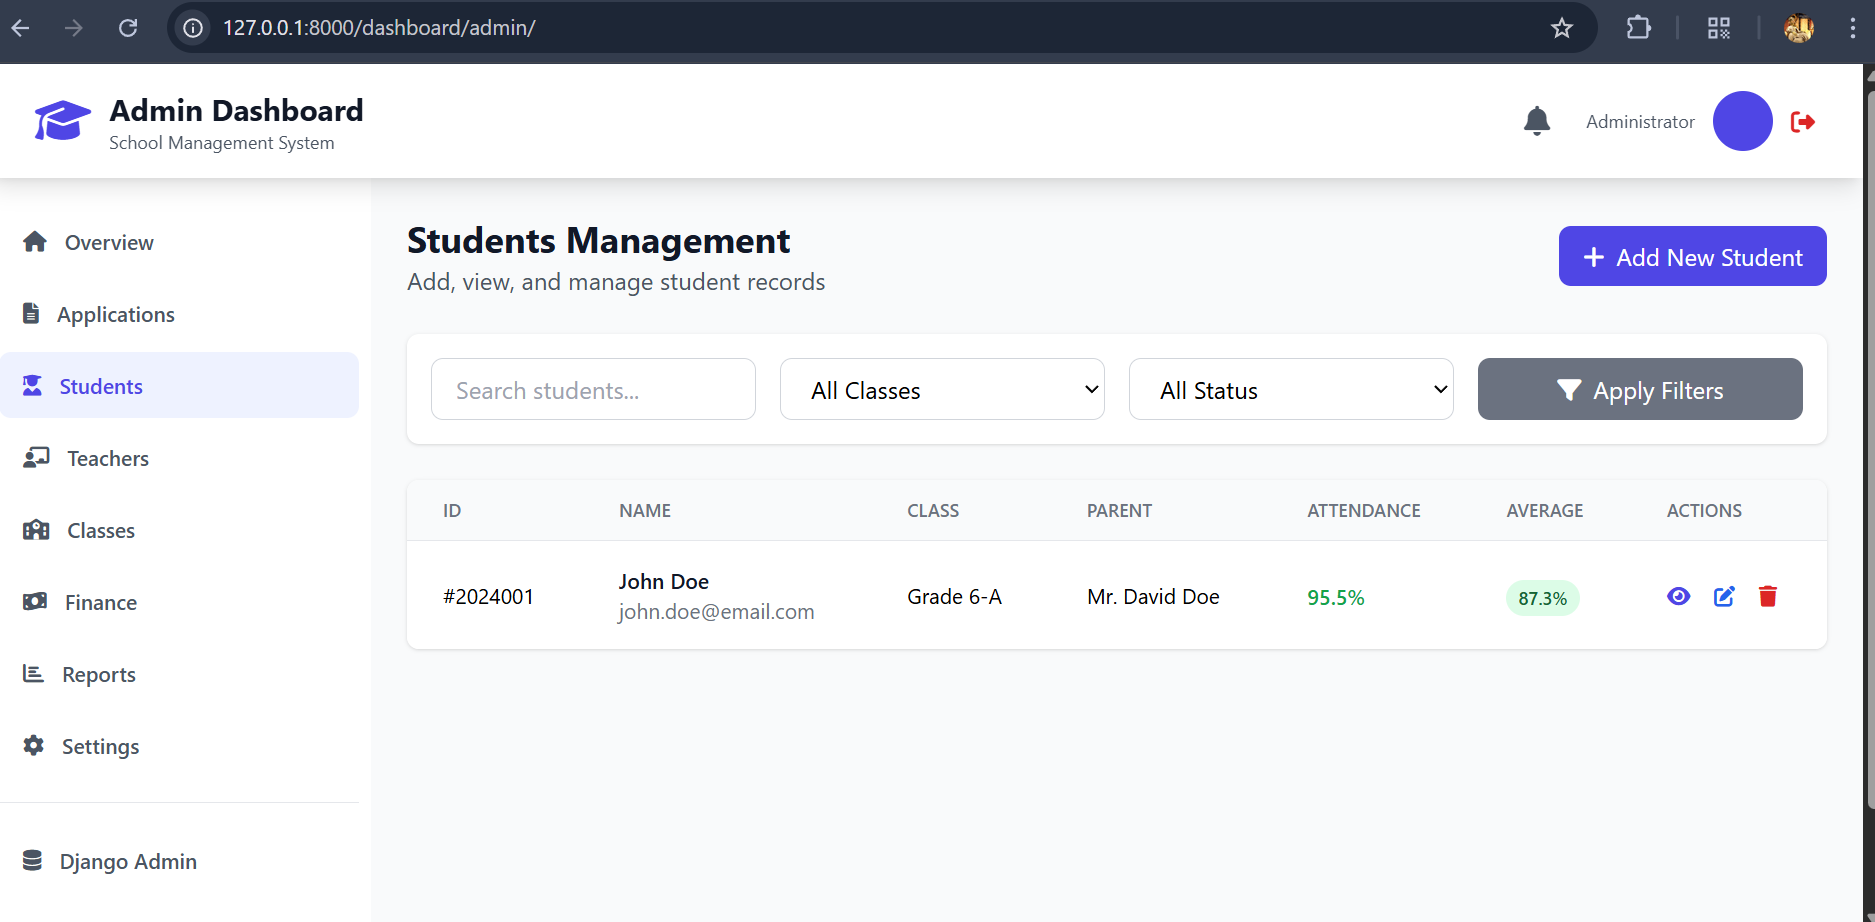 127.0.0.1:8000/dashboard/admin/
Admin Dashboard
School Management System
Administrator
Overview
Applications
Students
Teachers
Classes
Finance
Reports
Settings
Django Admin
Students Management
Add, view, and manage student records
Add New Student
Search students...
All Classes
All Status
Apply Filters
ID NAME CLASS PARENT ATTENDANCE AVERAGE ACTIONS
#2024001 John Doe Grade 6-A Mr. David Doe 95.5% 87.3%
john.doe@email.com